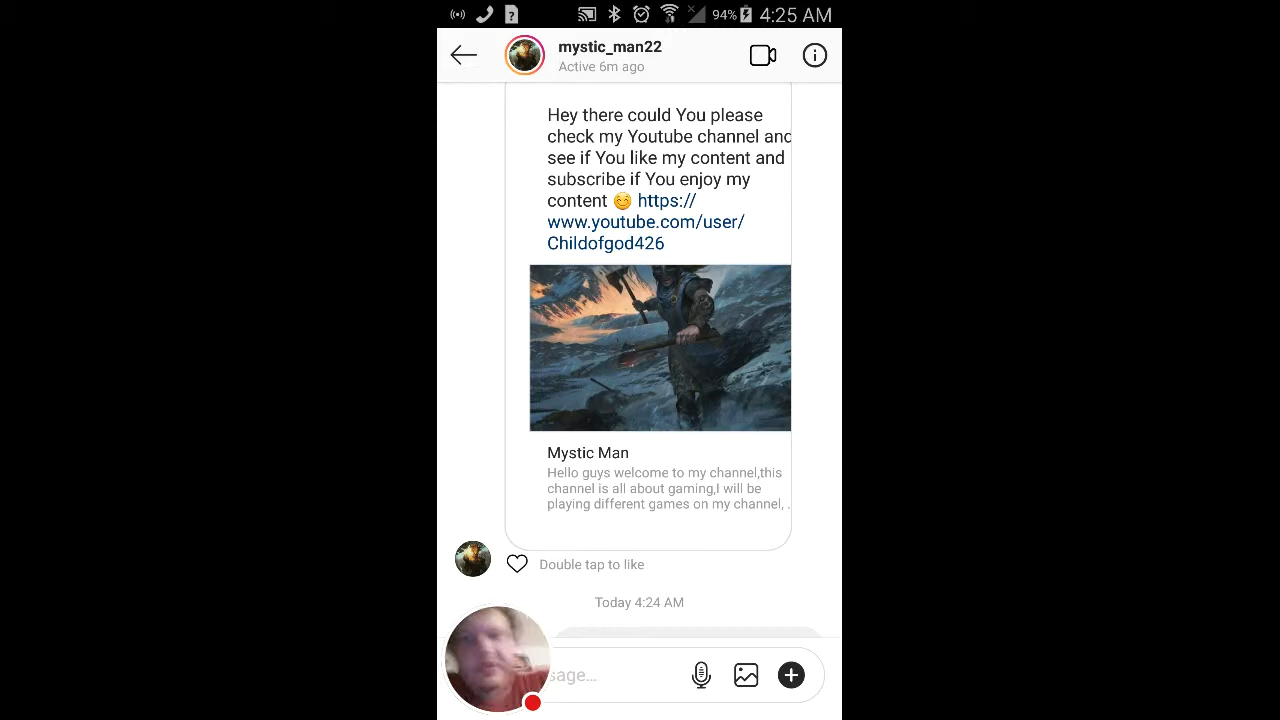 94% 4:25 AM
mystic_man22
Active 6m ago
Hey there could You please
check my Youtube channel and
see if You like my content and
subscribe if You enjoy my
content 😊 https://
www.youtube.com/user/
Childofgod426
Mystic Man
Hello guys welcome to my channel,this
channel is all about gaming,I will be
playing different games on my channel, .
Double tap to like
Today 4:24 AM
sage...